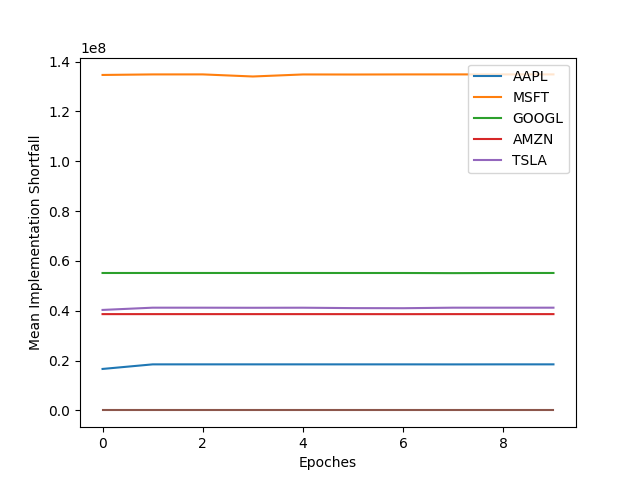 1e8
1.4
1.2
1.0
0.8
0.6
0.4
0.2
0.0
Mean Implementation Shortfall
AAPL
MSFT
GOOGL
AMZN
TSLA
0 2 4 6 8
Epoches